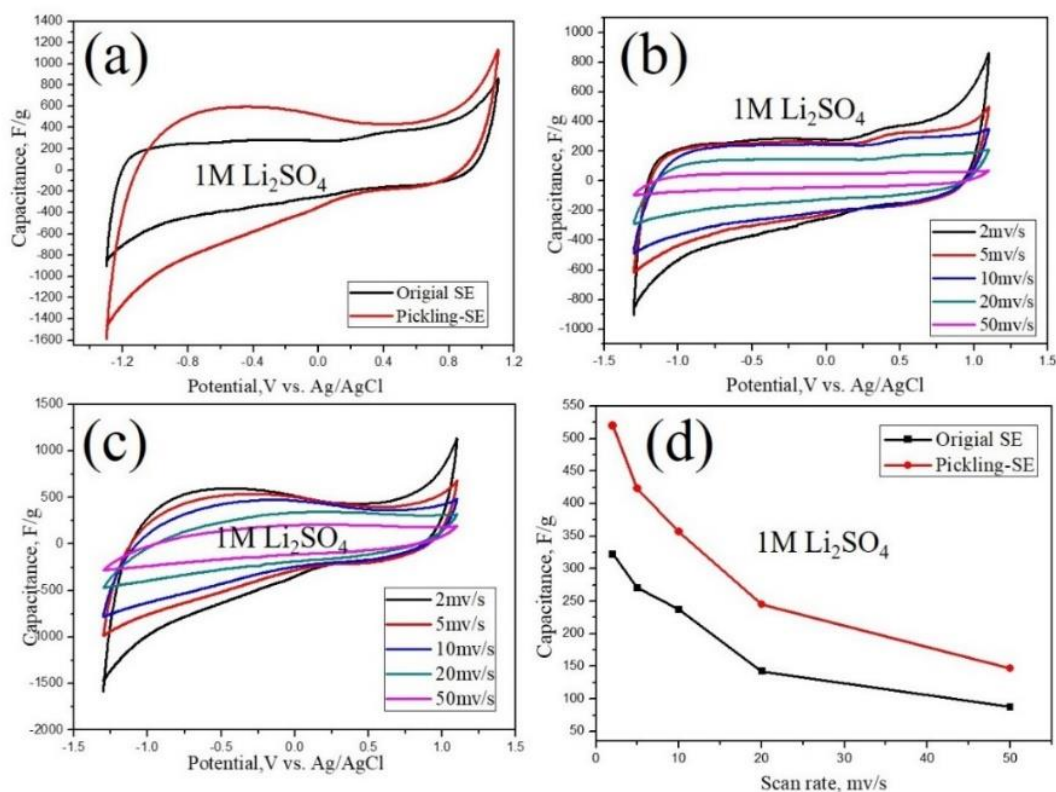 (a)
1M Li₂SO₄
Origial SE
Pickling-SE
Capacitance, F/g
1400
1200
1000
800
600
400
200
0
-200
-400
-600
-800
-1000
-1200
-1400
-1600
-1.2
-0.8
-0.4
0.0
0.4
0.8
1.2
Potential,V vs. Ag/AgCl
(b)
1M Li₂SO₄
2mv/s
5mv/s
10mv/s
20mv/s
50mv/s
Capacitance, F/g
1000
800
600
400
200
0
-200
-400
-600
-800
-1000
-1.5
-1.0
-0.5
0.0
0.5
1.0
1.5
Potential,V vs. Ag/AgCl
(c)
1M Li₂SO₄
2mv/s
5mv/s
10mv/s
20mv/s
50mv/s
Capacitance, F/g
1500
1000
500
0
-500
-1000
-1500
-2000
-1.5
-1.0
-0.5
0.0
0.5
1.0
1.5
Potential,V vs. Ag/AgCl
(d)
Origial SE
Pickling-SE
1M Li₂SO₄
Capacitance, F/g
550
500
450
400
350
300
250
200
150
100
50
0
10
20
30
40
50
Scan rate, mv/s